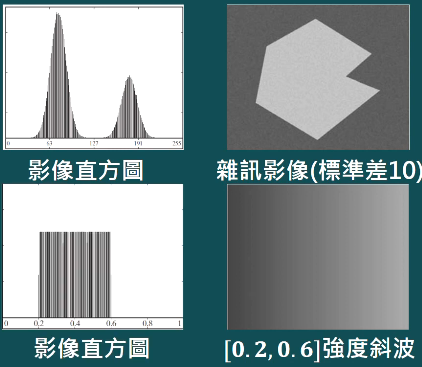 0 63 127 191 255
影像直方圖 雜訊影像(標準差10)
0 0.2 0.4 0.6 0.8 1
影像直方圖 [0.2, 0.6]強度斜波